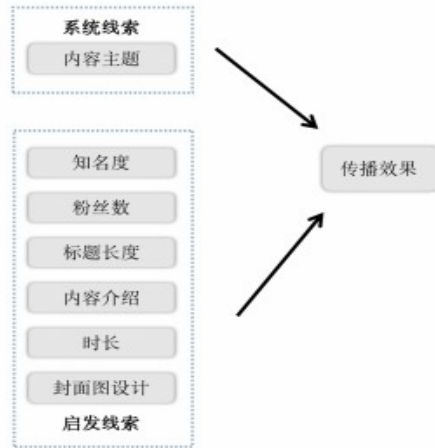 系统线索
内容主题
知名度
粉丝数
标题长度
内容介绍
时长
封面图设计
启发线索
传播效果